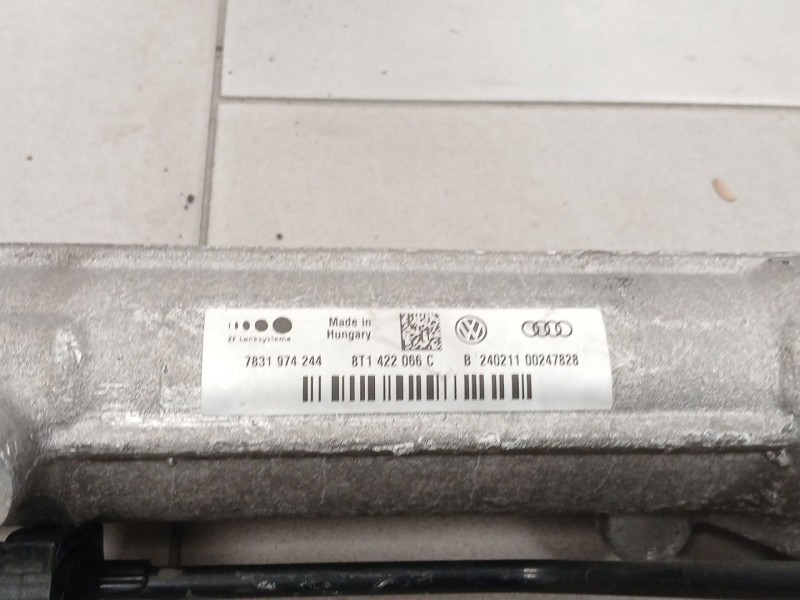 Made in
Hungary
ZF Lenksysteme
7831 974 244 8T1 422 066 C B 240211 00247828